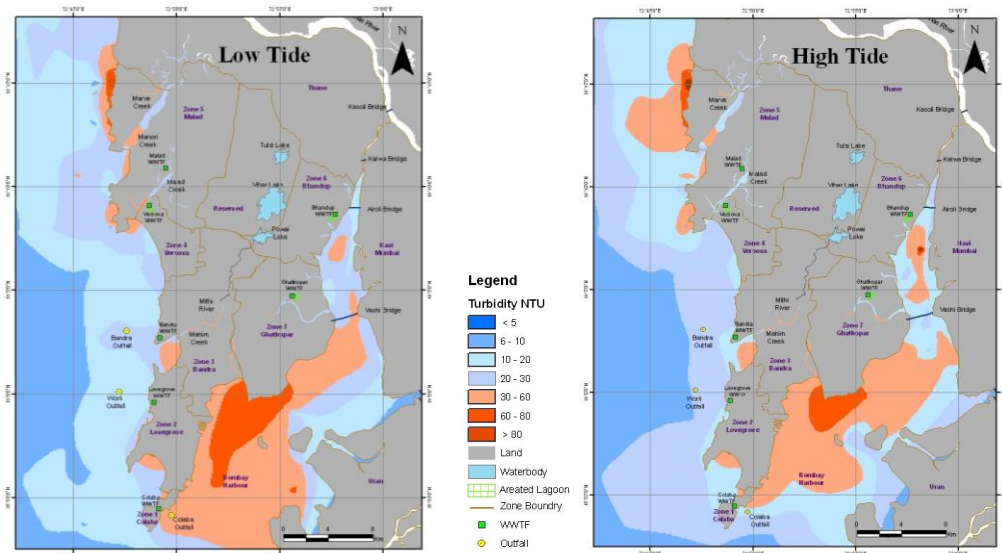 Low Tide
N
Thane
Kasoli Bridge
Marve
Creek
Zone 5
Malad
Manori
Creek
Malad
WWTF
Tulsi Lake
Kalwa Bridge
Malad
Creek
Vihar Lake
Zone 6
Bhandup
Versova
WWTF
Reserved
Bhandup
WWTF
Airoli Bridge
Powai
Lake
Zone 4
Versova
Navi
Mumbai
Ghatkopar
WWTF
Mithi
River
Vashi Bridge
Bandra
Outfall
Mahim
Creek
Zone 7
Ghatkopar
Zone 3
Bandra
Worli
Outfall
Lovegrove
WWTF
Zone 2
Lovegrove
Bombay
Harbour
Uran
Colaba
WWTF
Zone 1
Colaba
Colaba
Outfall
0 4 8
Km
Legend
Turbidity NTU
< 5
6 - 10
10 - 20
20 - 30
30 - 60
60 - 80
> 80
Land
Waterbody
Areated Lagoon
Zone Boundry
WWTF
Outfall
High Tide
N
Thane
Kasoli Bridge
Marve
Creek
Zone 5
Malad
Manori
Creek
Malad
WWTF
Tulsi Lake
Kalwa Bridge
Malad
Creek
Vihar Lake
Zone 6
Bhandup
Versova
WWTF
Reserved
Bhandup
WWTF
Airoli Bridge
Powai
Lake
Zone 4
Versova
Navi
Mumbai
Ghatkopar
WWTF
Mithi
River
Vashi Bridge
Bandra
Outfall
Mahim
Creek
Zone 7
Ghatkopar
Zone 3
Bandra
Worli
Outfall
Lovegrove
Zone 2
Lovegrove
Bombay
Harbour
Uran
Colaba
WWTF
Zone 1
Colaba
Colaba
Outfall
0 4 8
Km